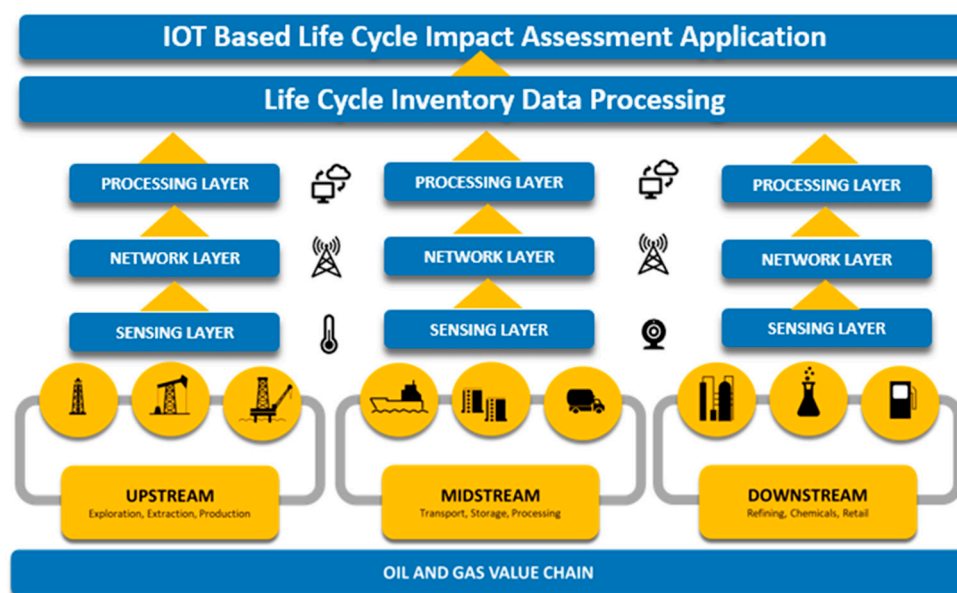 IOT Based Life Cycle Impact Assessment Application
Life Cycle Inventory Data Processing
PROCESSING LAYER
PROCESSING LAYER
PROCESSING LAYER
NETWORK LAYER
NETWORK LAYER
NETWORK LAYER
SENSING LAYER
SENSING LAYER
SENSING LAYER
UPSTREAM
Exploration, Extraction, Production
MIDSTREAM
Transport, Storage, Processing
DOWNSTREAM
Refining, Chemicals, Retail
OIL AND GAS VALUE CHAIN